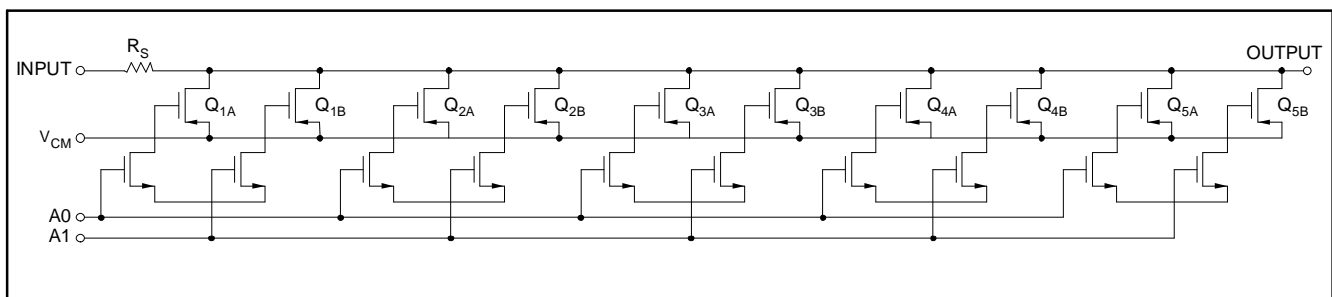 R_S
INPUT
OUTPUT
Q_1A Q_1B Q_2A Q_2B Q_3A Q_3B Q_4A Q_4B Q_5A Q_5B
V_CM
A0
A1